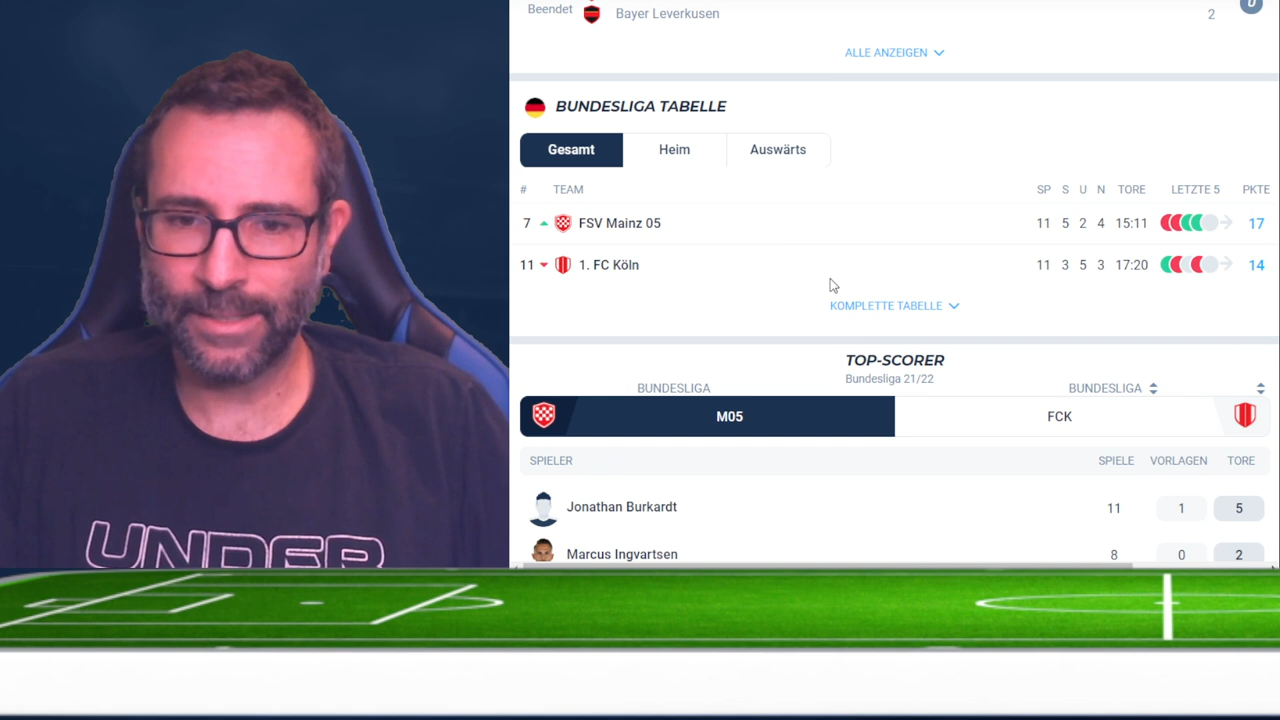 Beendet Bayer Leverkusen 2
ALLE ANZEIGEN
BUNDESLIGA TABELLE
Gesamt Heim Auswärts
# TEAM SP S U N TORE LETZTE 5 PKTE
7 FSV Mainz 05 11 5 2 4 15:11 17
11 1. FC Köln 11 3 5 3 17:20 14
KOMPLETTE TABELLE
TOP-SCORER
Bundesliga 21/22
BUNDESLIGA BUNDESLIGA
M05 FCK
SPIELER SPIELE VORLAGEN TORE
Jonathan Burkardt 11 1 5
Marcus Ingvartsen 8 0 2
UNDER